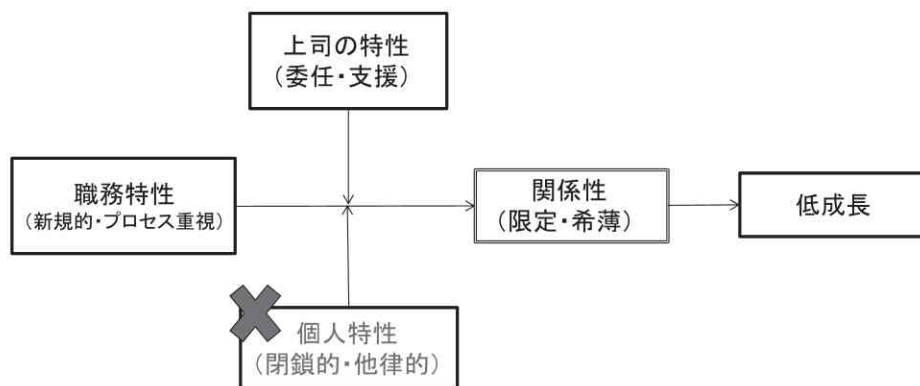 上司の特性
（委任・支援）
職務特性
（新規的・プロセス重視）
関係性
（限定・希薄）
低成長
個人特性
（閉鎖的・他律的）